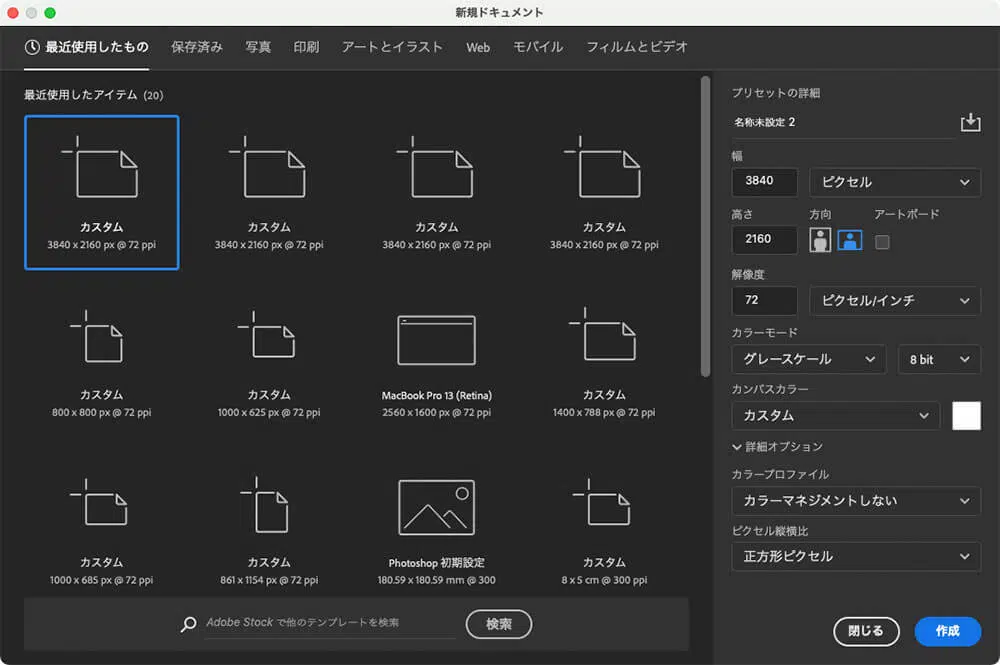 新規ドキュメント
最近使用したもの 保存済み 写真 印刷 アートとイラスト Web モバイル フィルムとビデオ
最近使用したアイテム (20)
カスタム カスタム カスタム カスタム
3840 x 2160 px @ 72 ppi 3840 x 2160 px @ 72 ppi 3840 x 2160 px @ 72 ppi 3840 x 2160 px @ 72 ppi
カスタム カスタム MacBook Pro 13 (Retina) カスタム
800 x 800 px @ 72 ppi 1000 x 625 px @ 72 ppi 2560 x 1600 px @ 72 ppi 1400 x 788 px @ 72 ppi
カスタム カスタム Photoshop 初期設定 カスタム
1000 x 685 px @ 72 ppi 861 x 1154 px @ 72 ppi 180.59 x 180.59 mm @ 300 8 x 5 cm @ 300 ppi
Adobe Stock で他のテンプレートを検索 検索
プリセットの詳細
名称未設定 2
幅
3840 ピクセル
高さ 方向 アートボード
2160
解像度
72 ピクセル/インチ
カラーモード
グレースケール 8 bit
カンバスカラー
カスタム
詳細オプション
カラープロファイル
カラーマネジメントしない
ピクセル縦横比
正方形ピクセル
閉じる 作成